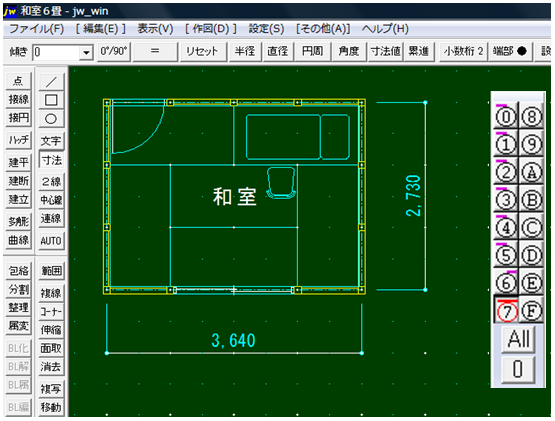 jw 和室６畳 - jw_win
ファイル(F) [ 編集(E) ] 表示(V) [ 作図(D) ] 設定(S) [その他(A)] ヘルプ(H)
傾き 0 0°/90° ＝ リセット 半径 直径 円周 角度 寸法値 累進 小数桁 2 端部 ● 設
点 ／
接線 □
接円 ○
ﾊｯﾁ 文字
建平 寸法
建断 ２線
建立 中心線
多角形 連線
曲線 AUTO
包絡 範囲
分割 複線
整理 ｺｰﾅｰ
属変 伸縮
BL化 面取
BL解 消去
BL属 複写
BL編 移動
和室
2,730
3,640
0 8
1 9
2 A
3 B
4 C
5 D
6 E
7 F
All
0